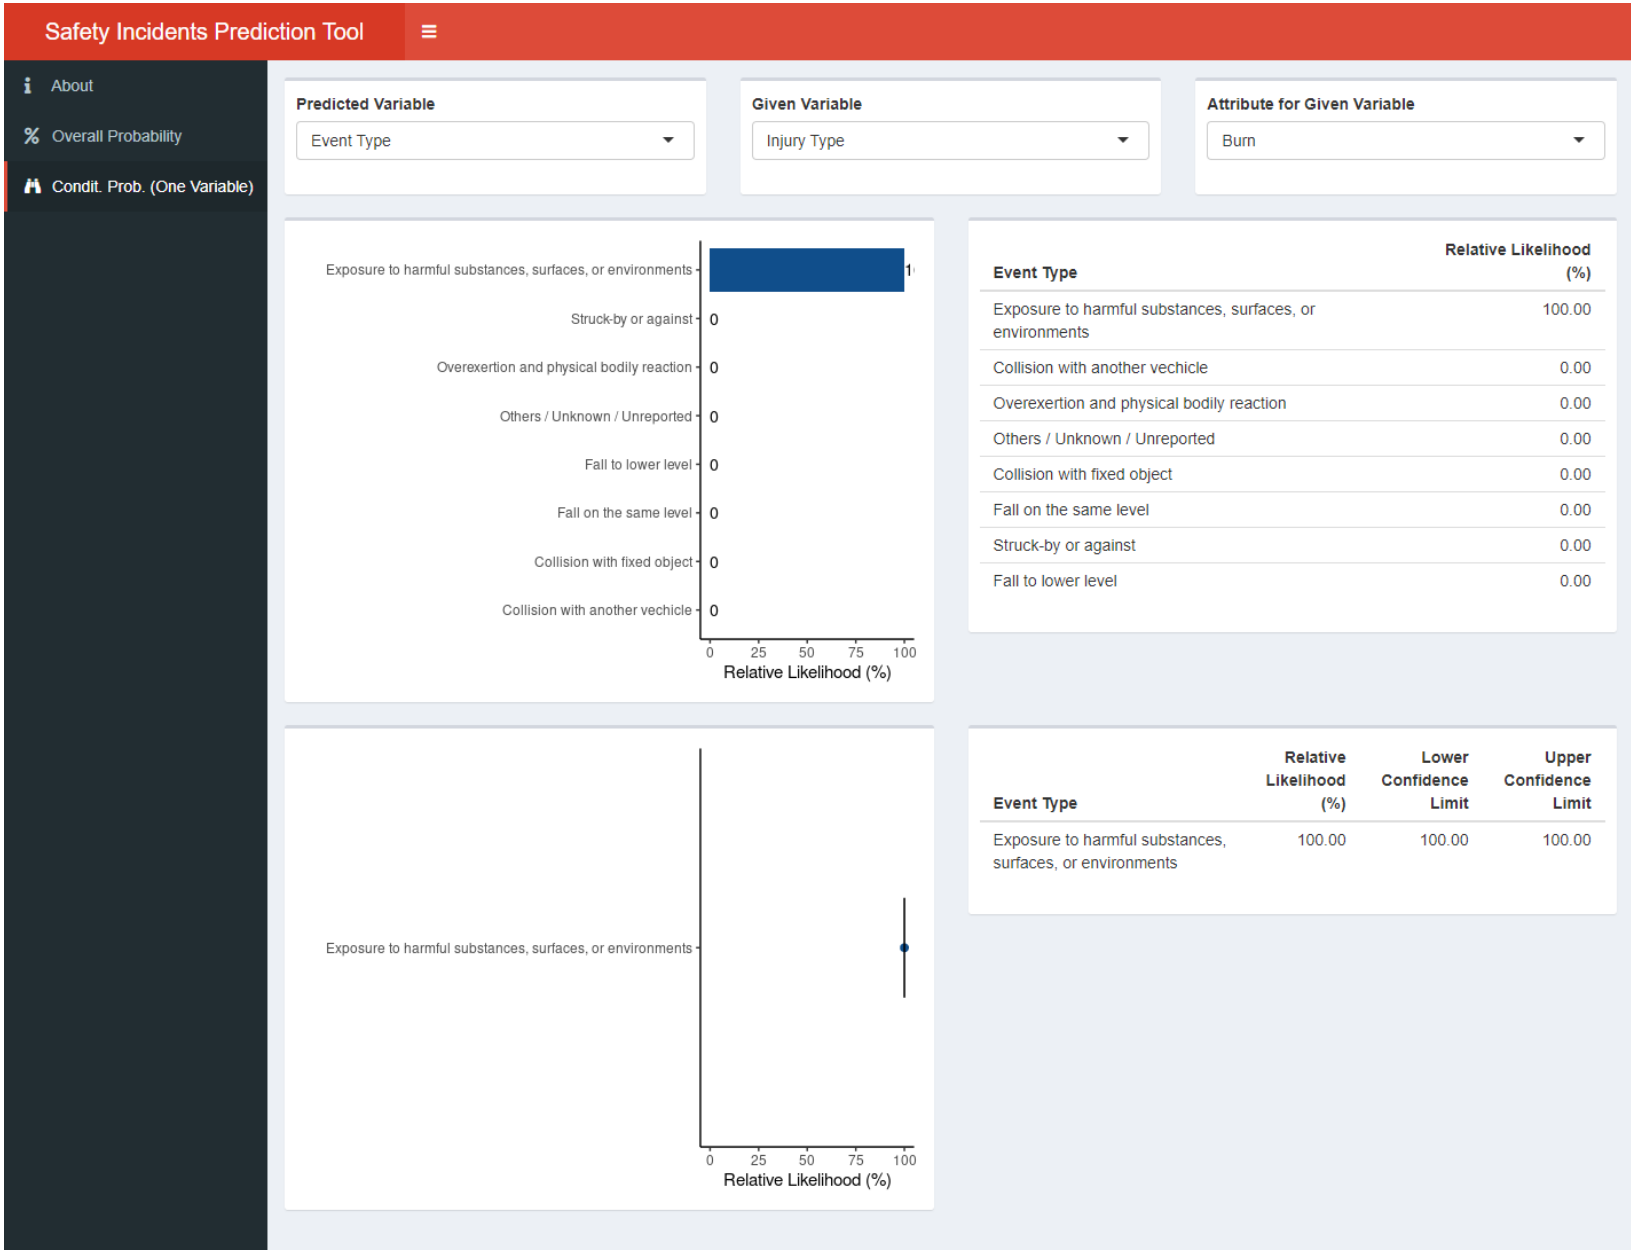 Safety Incidents Prediction Tool
About
Overall Probability
Condit. Prob. (One Variable)
Predicted Variable
Event Type
Given Variable
Injury Type
Attribute for Given Variable
Burn
Exposure to harmful substances, surfaces, or environments
Struck-by or against
0
Overexertion and physical bodily reaction
0
Others / Unknown / Unreported
0
Fall to lower level
0
Fall on the same level
0
Collision with fixed object
0
Collision with another vechicle
0
0 25 50 75 100
Relative Likelihood (%)
Relative Likelihood
Event Type (%)
Exposure to harmful substances, surfaces, or 100.00
environments
Collision with another vechicle 0.00
Overexertion and physical bodily reaction 0.00
Others / Unknown / Unreported 0.00
Collision with fixed object 0.00
Fall on the same level 0.00
Struck-by or against 0.00
Fall to lower level 0.00
Exposure to harmful substances, surfaces, or environments
0 25 50 75 100
Relative Likelihood (%)
Relative Lower Upper
Likelihood Confidence Confidence
Event Type (%) Limit Limit
Exposure to harmful substances, 100.00 100.00 100.00
surfaces, or environments